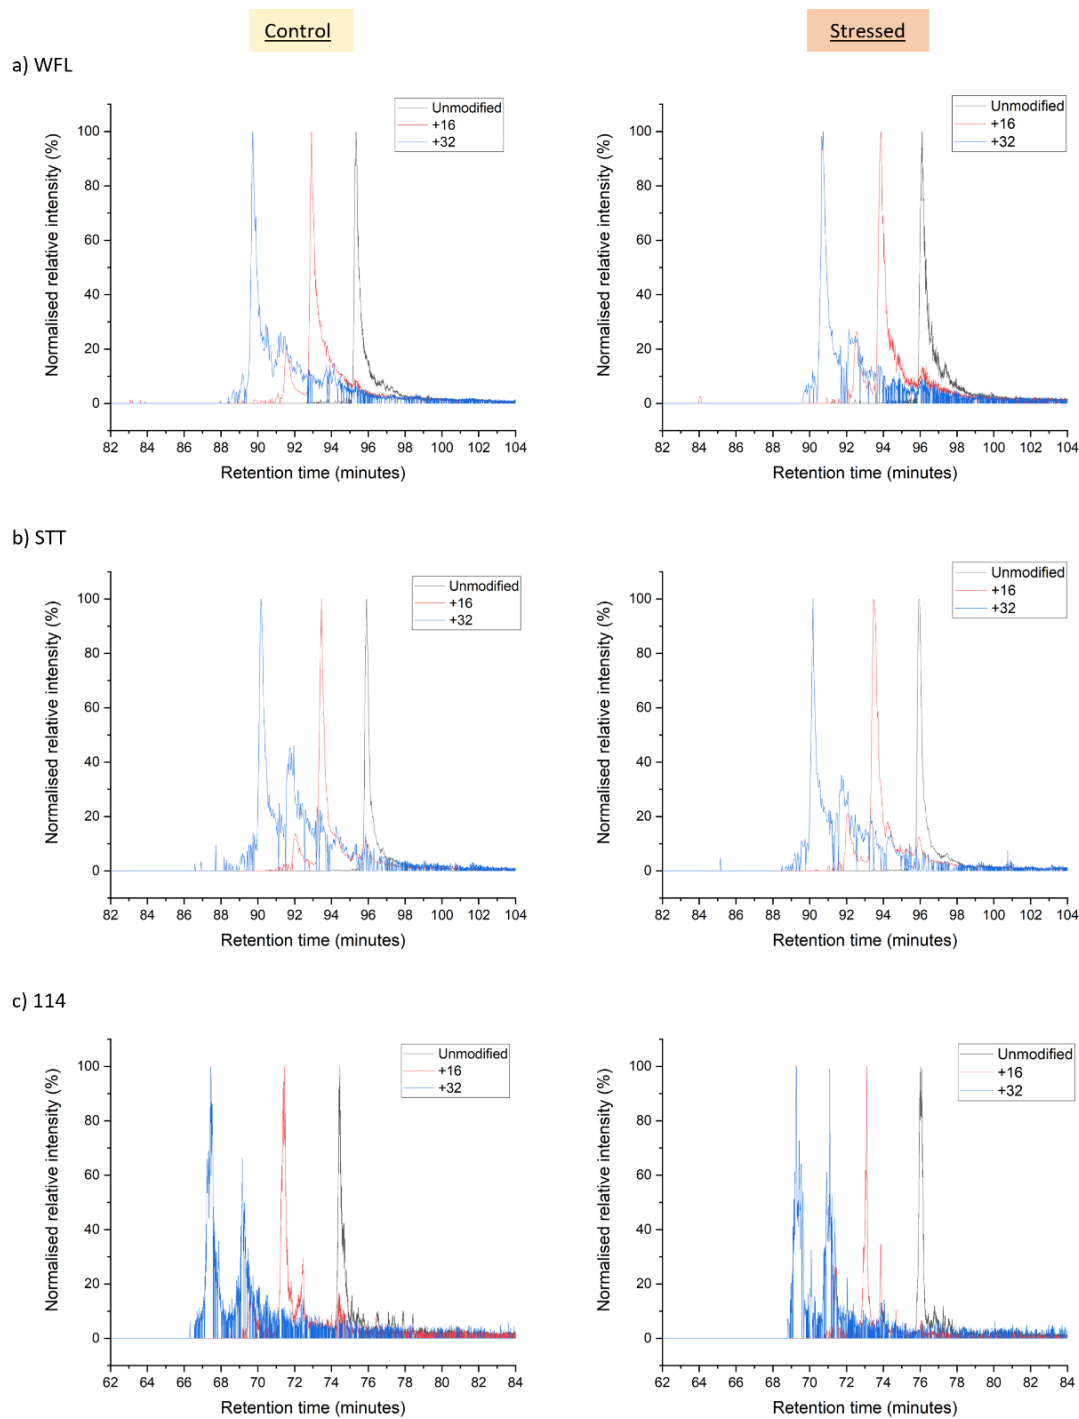 Control
Stressed
a) WFL
Unmodified
+16
+32
100
80
60
40
20
0
Normalised relative intensity (%)
82 84 86 88 90 92 94 96 98 100 102 104
Retention time (minutes)
Unmodified
+16
+32
100
80
60
40
20
0
Normalised relative intensity (%)
82 84 86 88 90 92 94 96 98 100 102 104
Retention time (minutes)
b) STT
Unmodified
+16
+32
100
80
60
40
20
0
Normalised relative intensity (%)
82 84 86 88 90 92 94 96 98 100 102 104
Retention time (minutes)
Unmodified
+16
+32
100
80
60
40
20
0
Normalised relative intensity (%)
82 84 86 88 90 92 94 96 98 100 102 104
Retention time (minutes)
c) 114
Unmodified
+16
+32
100
80
60
40
20
0
Normalised relative intensity (%)
62 64 66 68 70 72 74 76 78 80 82 84
Retention time (minutes)
Unmodified
+16
+32
100
80
60
40
20
0
Normalised relative intensity (%)
62 64 66 68 70 72 74 76 78 80 82 84
Retention time (minutes)